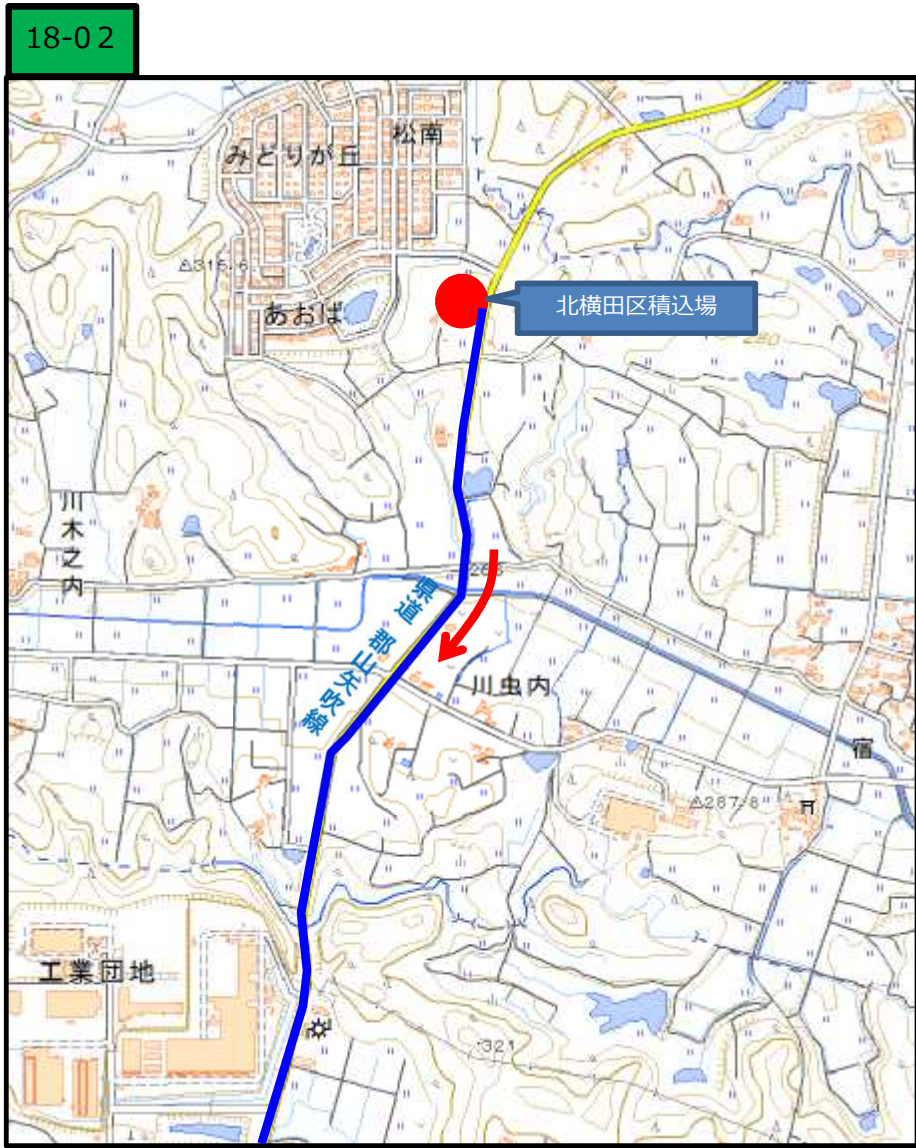 18-02
松南
みどりが丘
△315.6
あおば
北横田区積込場
280
川木之内
県道 郡山矢吹線
川虫内
宿
△287.8
工業団地
・321